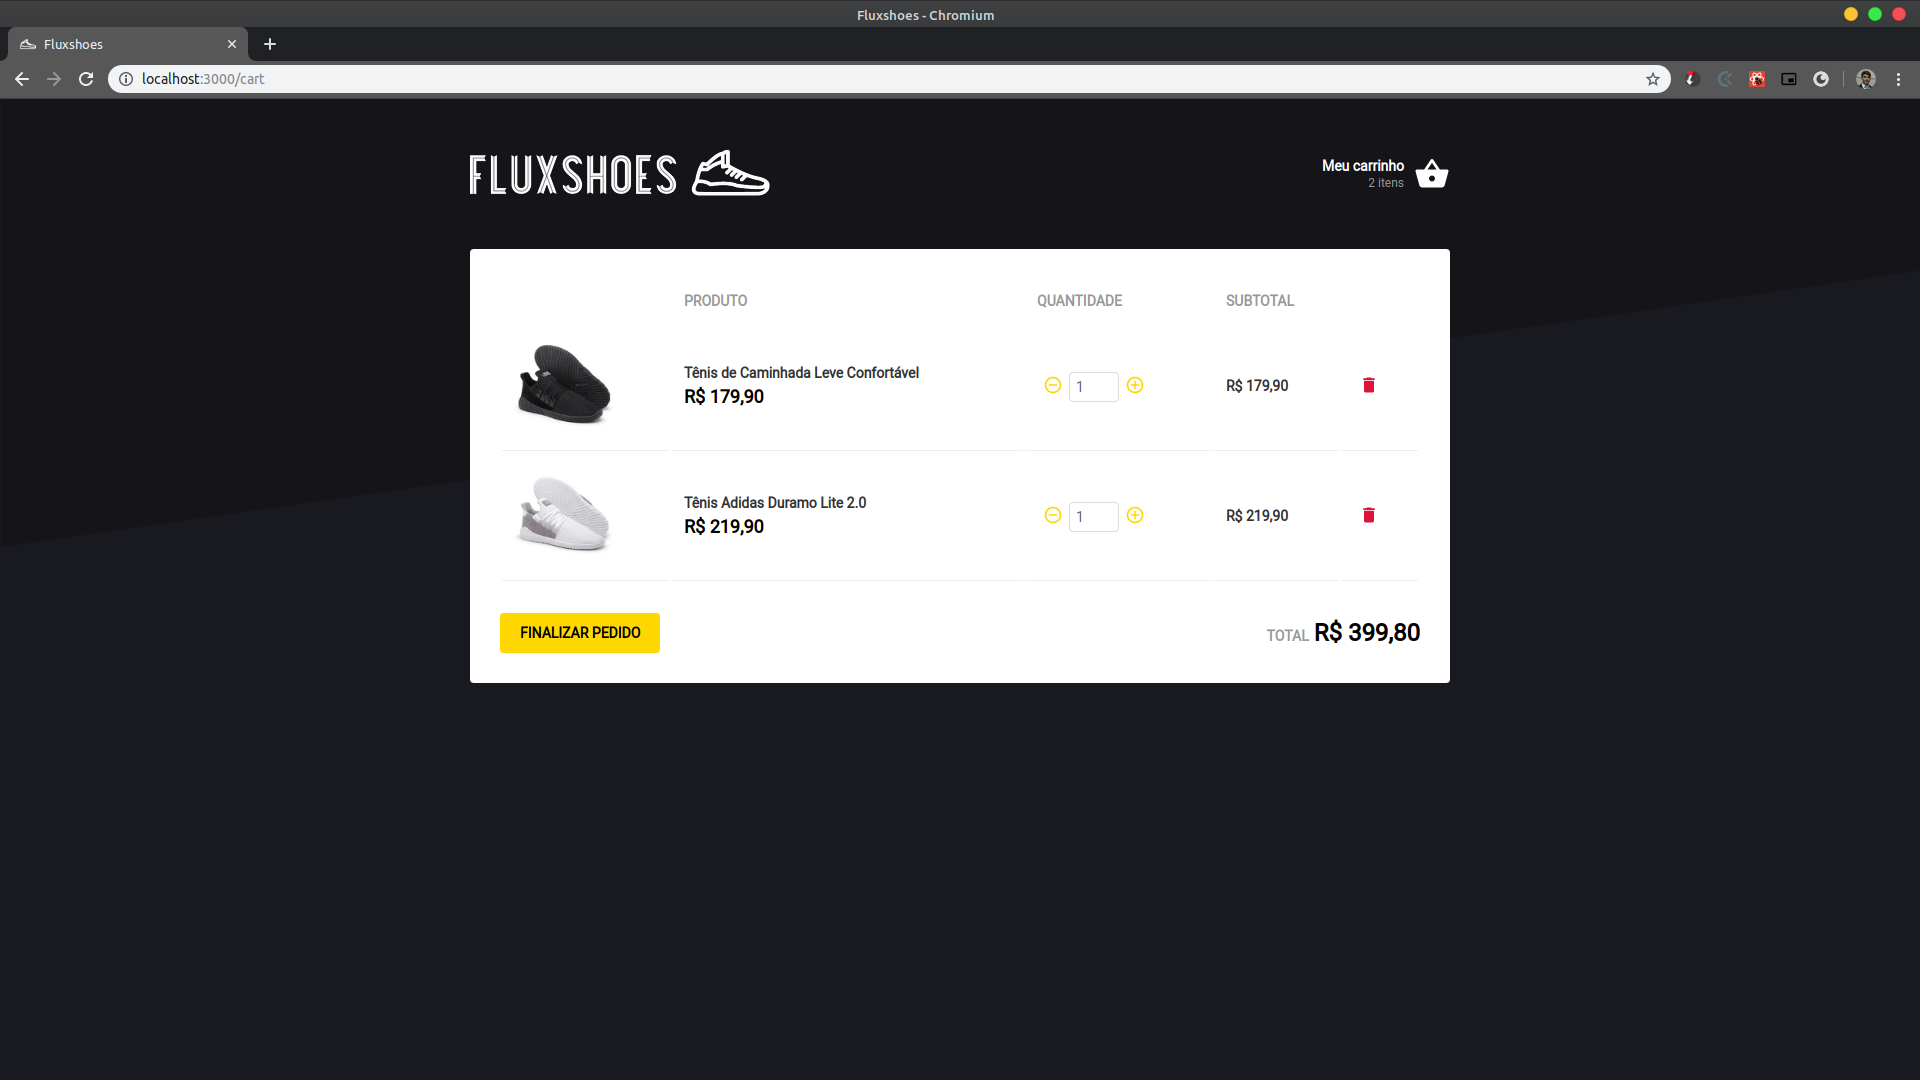 Fluxshoes - Chromium
Fluxshoes
localhost:3000/cart
FLUXSHOES
Meu carrinho
2 itens
PRODUTO QUANTIDADE SUBTOTAL
Tênis de Caminhada Leve Confortável
R$ 179,90
1
R$ 179,90
Tênis Adidas Duramo Lite 2.0
R$ 219,90
1
R$ 219,90
FINALIZAR PEDIDO
TOTAL R$ 399,80